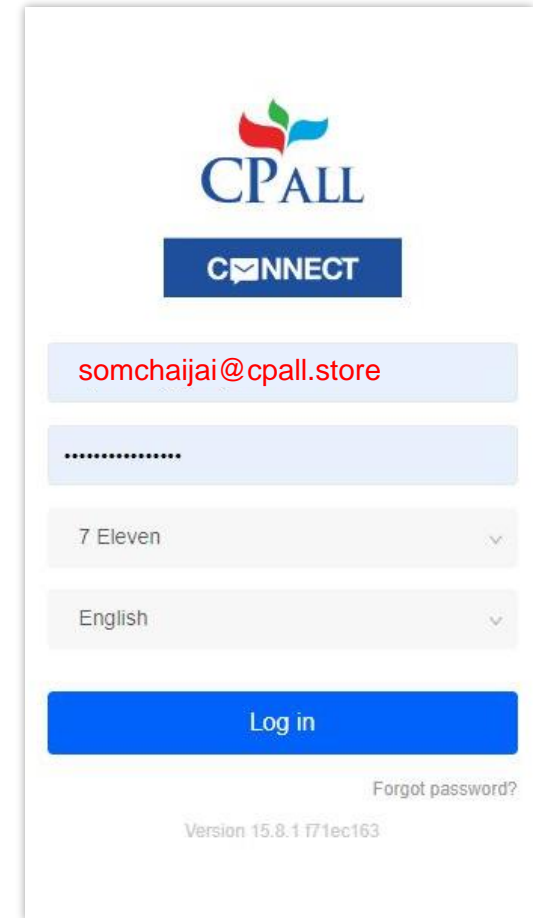 CPALL
CONNECT
somchaijai@cpall.store
................
7 Eleven
English
Log in
Forgot password?
Version 15.8.1 f71ec163